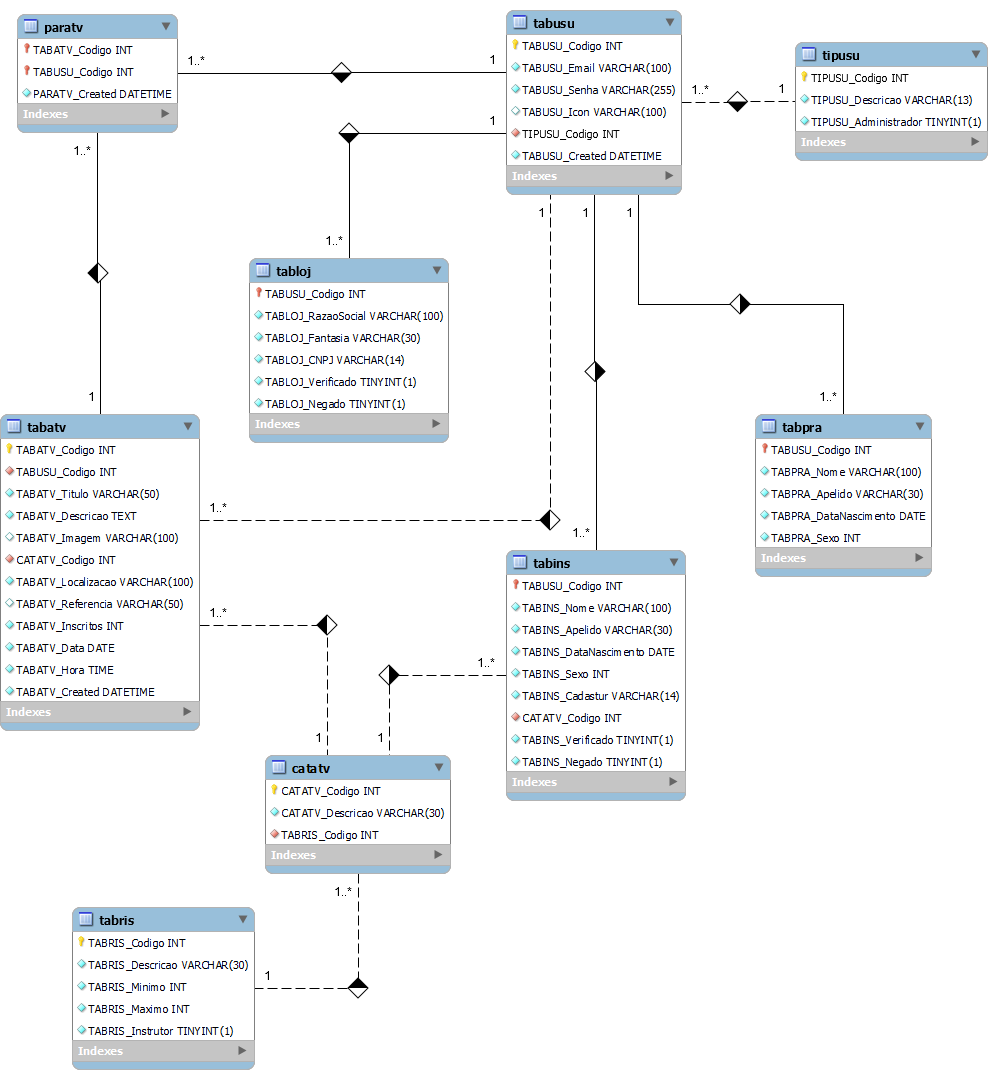 paratv
TABATV_Codigo INT
TABUSU_Codigo INT
PARATV_Created DATETIME
Indexes
1..*
1
1..*
1
tabusu
TABUSU_Codigo INT
TABUSU_Email VARCHAR(100)
TABUSU_Senha VARCHAR(255)
TABUSU_Icon VARCHAR(100)
TIPUSU_Codigo INT
TABUSU_Created DATETIME
Indexes
1..*
1
tipusu
TIPUSU_Codigo INT
TIPUSU_Descricao VARCHAR(13)
TIPUSU_Administrador TINYINT(1)
Indexes
1
1..*
tabloj
TABUSU_Codigo INT
TABLOJ_RazaoSocial VARCHAR(100)
TABLOJ_Fantasia VARCHAR(30)
TABLOJ_CNPJ VARCHAR(14)
TABLOJ_Verificado TINYINT(1)
TABLOJ_Negado TINYINT(1)
Indexes
1
1
1
1..*
tabpra
TABUSU_Codigo INT
TABPRA_Nome VARCHAR(100)
TABPRA_Apelido VARCHAR(30)
TABPRA_DataNascimento DATE
TABPRA_Sexo INT
Indexes
tabatv
TABATV_Codigo INT
TABUSU_Codigo INT
TABATV_Titulo VARCHAR(50)
TABATV_Descricao TEXT
TABATV_Imagem VARCHAR(100)
CATATV_Codigo INT
TABATV_Localizacao VARCHAR(100)
TABATV_Referencia VARCHAR(50)
TABATV_Inscritos INT
TABATV_Data DATE
TABATV_Hora TIME
TABATV_Created DATETIME
Indexes
1..*
1..*
1..*
tabins
TABUSU_Codigo INT
TABINS_Nome VARCHAR(100)
TABINS_Apelido VARCHAR(30)
TABINS_DataNascimento DATE
TABINS_Sexo INT
TABINS_Cadastur VARCHAR(14)
CATATV_Codigo INT
TABINS_Verificado TINYINT(1)
TABINS_Negado TINYINT(1)
Indexes
1..*
1
1
catatv
CATATV_Codigo INT
CATATV_Descricao VARCHAR(30)
TABRIS_Codigo INT
Indexes
1..*
1
tabris
TABRIS_Codigo INT
TABRIS_Descricao VARCHAR(30)
TABRIS_Minimo INT
TABRIS_Maximo INT
TABRIS_Instrutor TINYINT(1)
Indexes